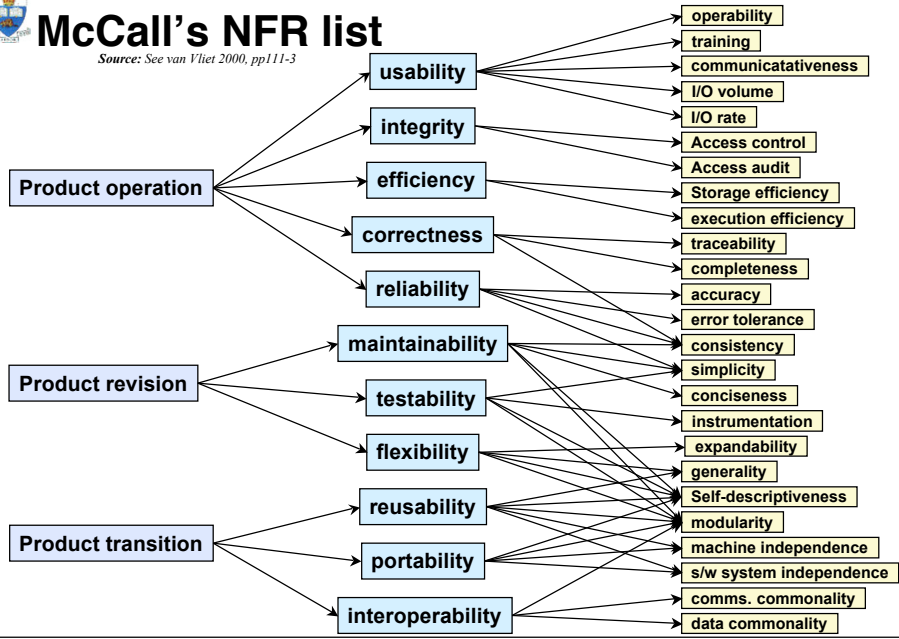 McCall's NFR list
Source: See van Vliet 2000, pp111-3
Product operation
Product revision
Product transition
usability
integrity
efficiency
correctness
reliability
maintainability
testability
flexibility
reusability
portability
interoperability
operability
training
communicatativeness
I/O volume
I/O rate
Access control
Access audit
Storage efficiency
execution efficiency
traceability
completeness
accuracy
error tolerance
consistency
simplicity
conciseness
instrumentation
expandability
generality
Self-descriptiveness
modularity
machine independence
s/w system independence
comms. commonality
data commonality